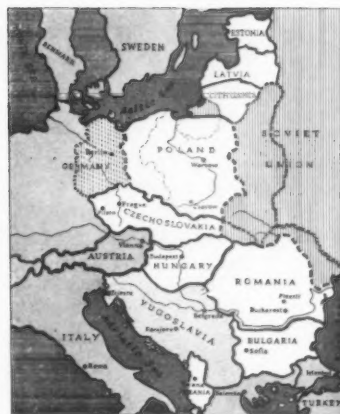 ESTONIA
SWEDEN
DENMARK
LATVIA
Baltic
LITHUANIA
SOVIET
UNION
POLAND
Berlin
Warsaw
GERMANY
Prague
CZECHOSLOVAKIA
Vienna
Budapest
AUSTRIA
HUNGARY
ROMANIA
Ploesti
Bucharest
Trieste
Belgrade
YUGOSLAVIA
Sarajevo
BULGARIA
Sofia
ITALY
Rome
TURKEY